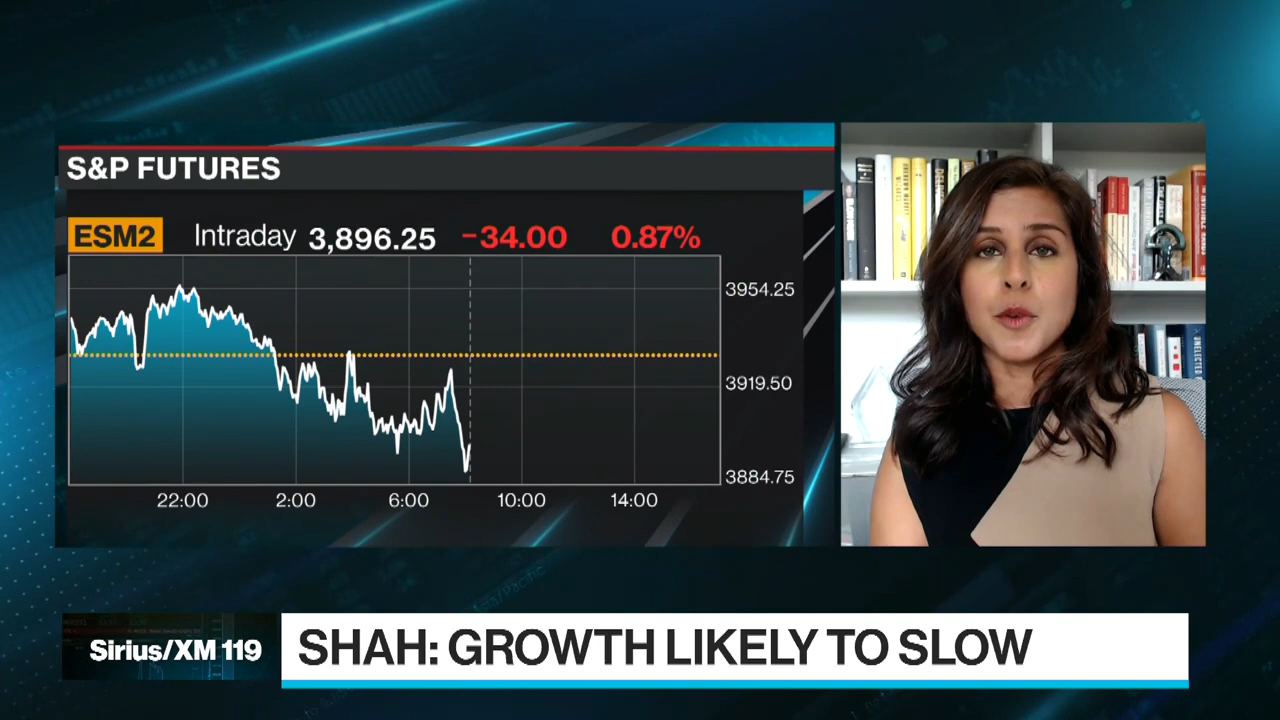 S&P FUTURES
ESM2 Intraday 3,896.25 −34.00 0.87%
3954.25
3919.50
3884.75
22:00 2:00 6:00 10:00 14:00
UNELECTED
Sirius/XM 119
SHAH: GROWTH LIKELY TO SLOW